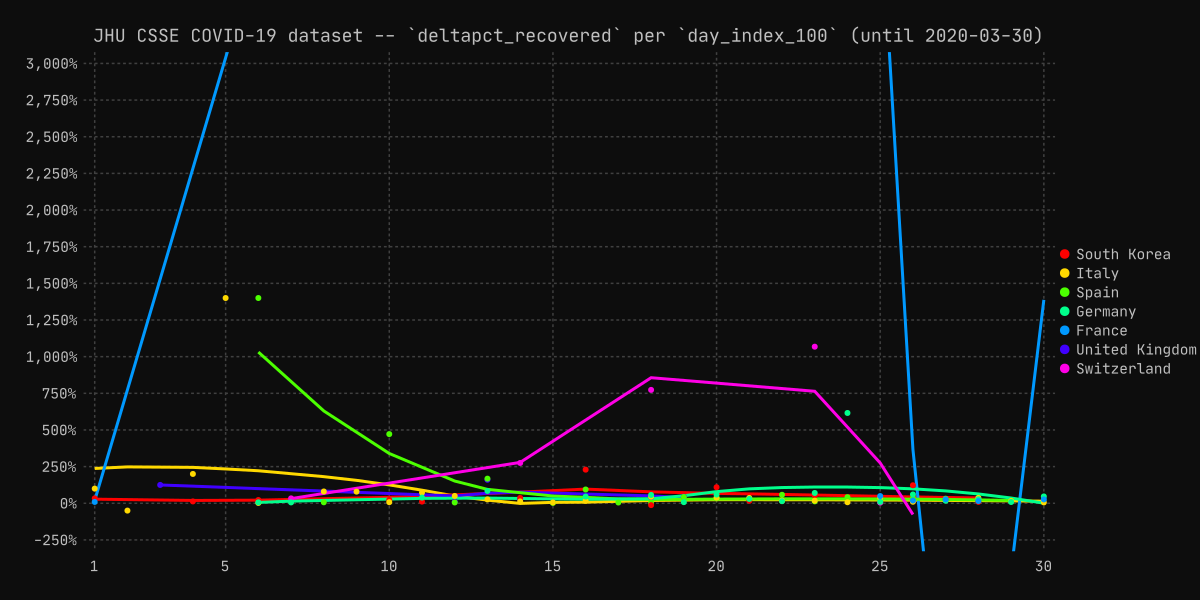 JHU CSSE COVID-19 dataset -- `deltapct_recovered` per `day_index_100` (until 2020-03-30)
3,000%
2,750%
2,500%
2,250%
2,000%
1,750%
1,500%
1,250%
1,000%
750%
500%
250%
0%
-250%
1 5 10 15 20 25 30
South Korea
Italy
Spain
Germany
France
United Kingdom
Switzerland